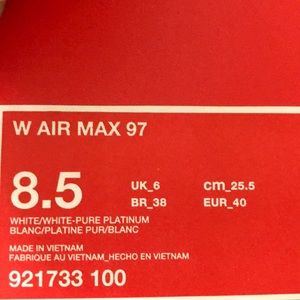 W AIR MAX 97
8.5 UK_6 cm_25.5
BR_38 EUR_40
WHITE/WHITE-PURE PLATINUM
BLANC/PLATINE PUR/BLANC
MADE IN VIETNAM
FABRIQUE AU VIETNAM_HECHO EN VIETNAM
921733 100